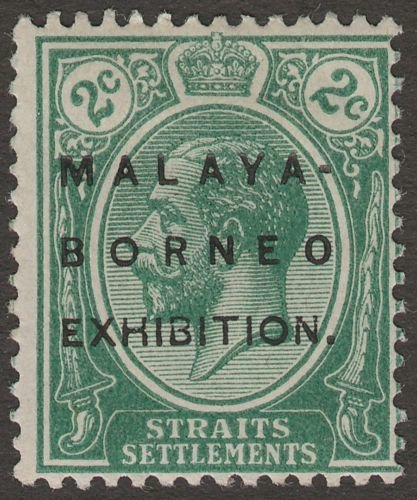 2c 2c
MALAYA-
BORNEO
EXHIBITION.
STRAITS
SETTLEMENTS